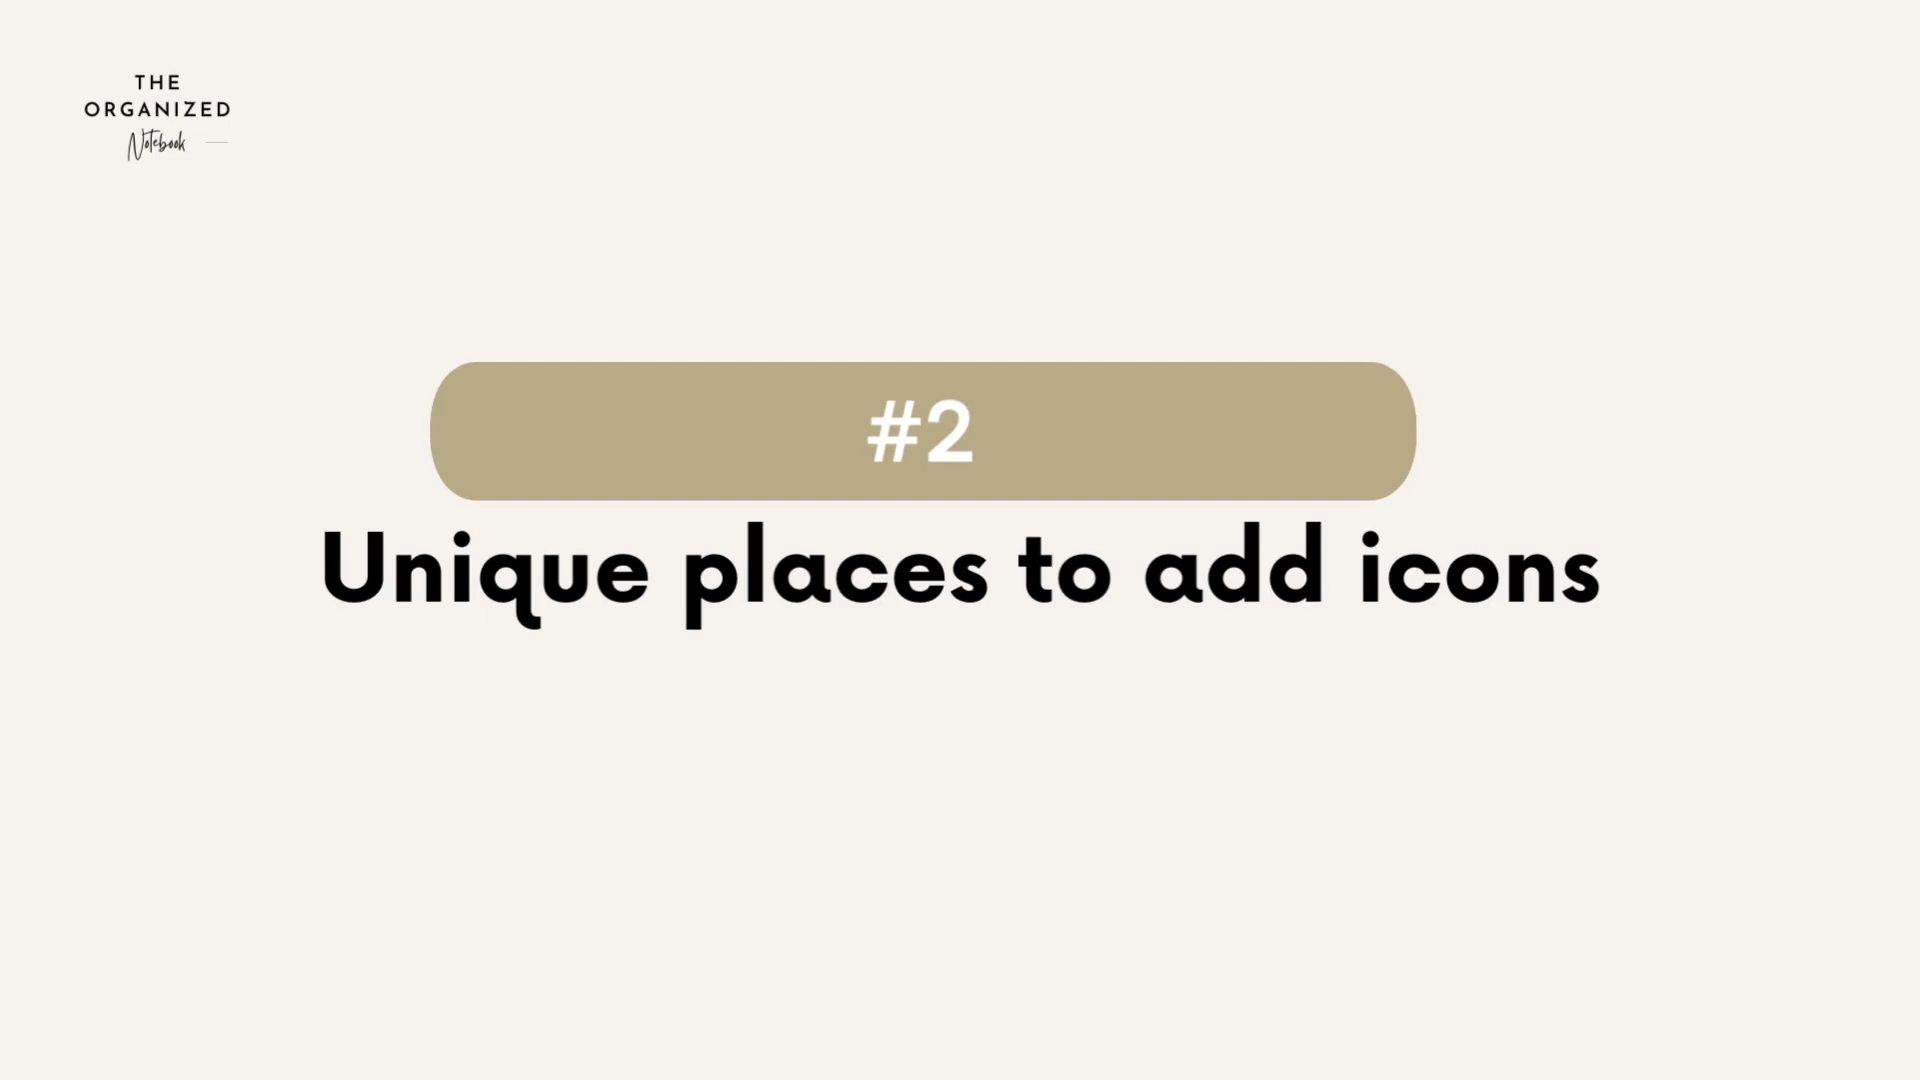 THE
ORGANIZED
Notebook
#2
Unique places to add icons